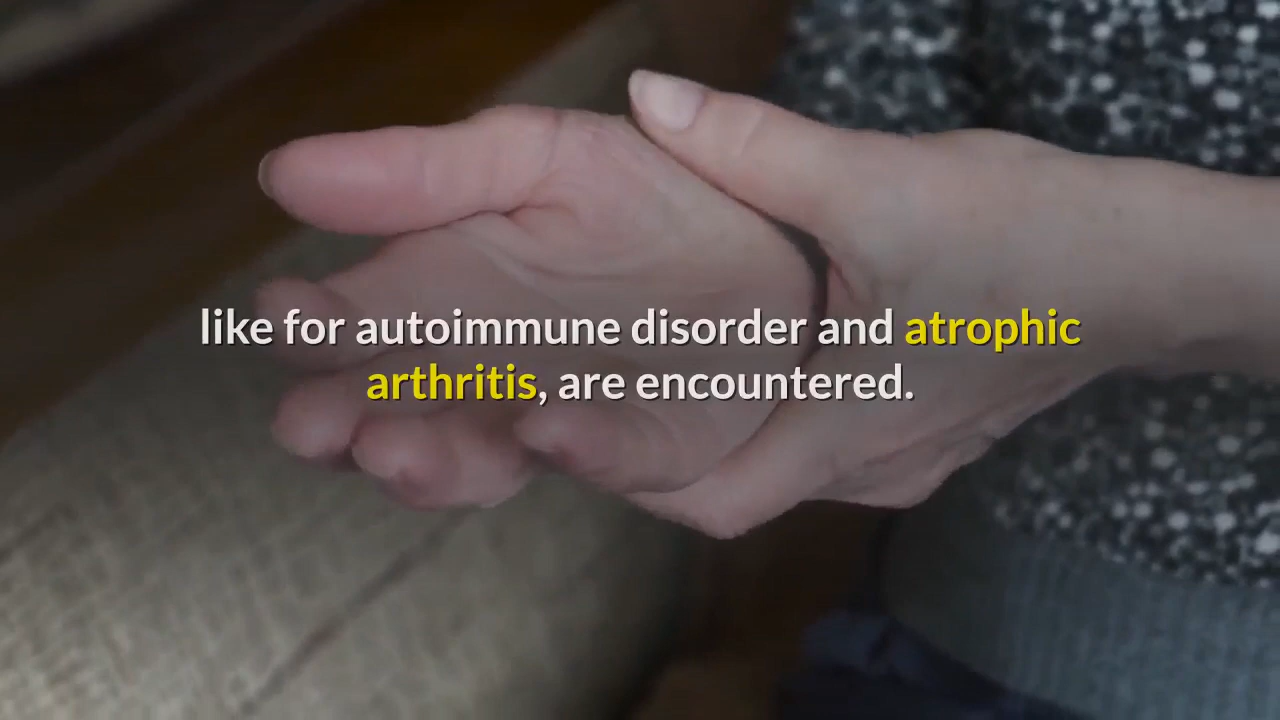 like for autoimmune disorder and atrophic
arthritis, are encountered.